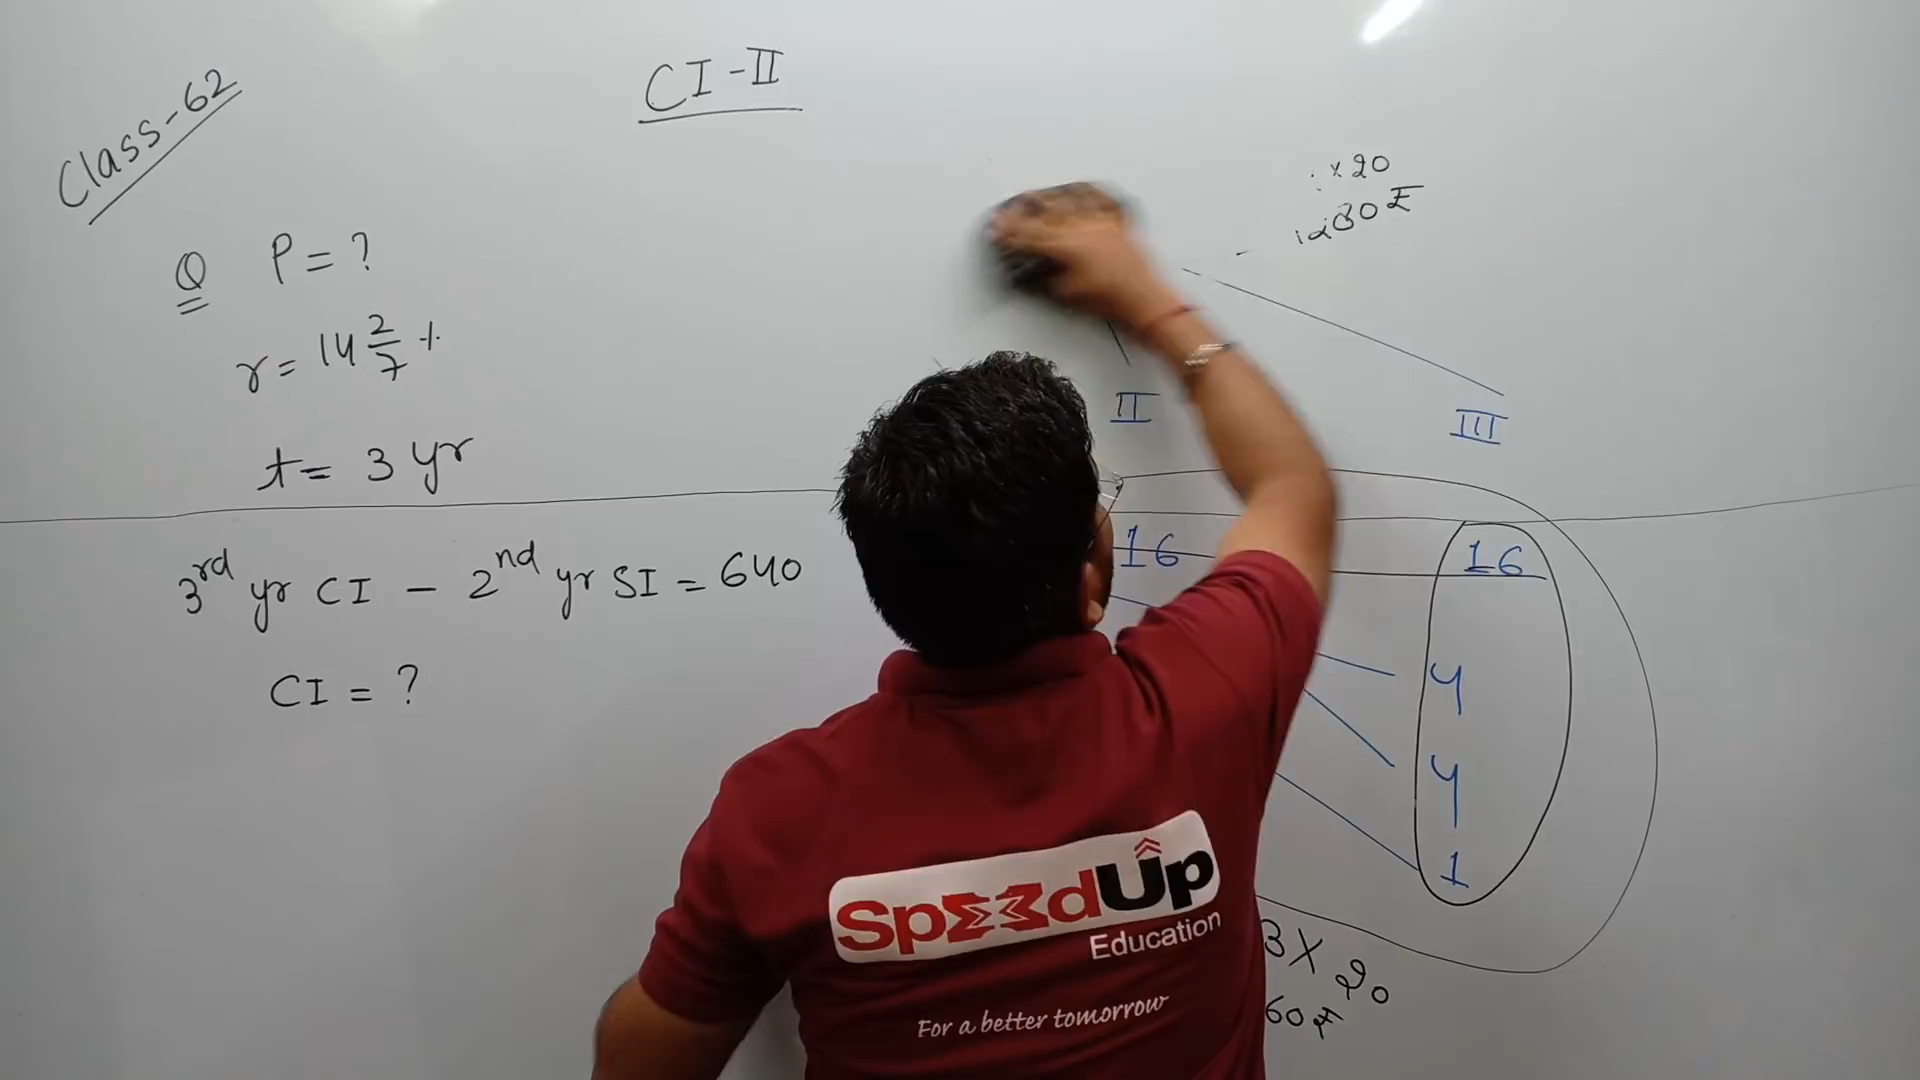 Class-62
CI-II
Q P = ?
r = 14 2/7 %
t = 3 yr
3rd yr CI - 2nd yr SI = 640
CI = ?
x 20
II
III
16
16
4
4
1
3 X 20
60 ₹
SpeedUp
Education
For a better tomorrow